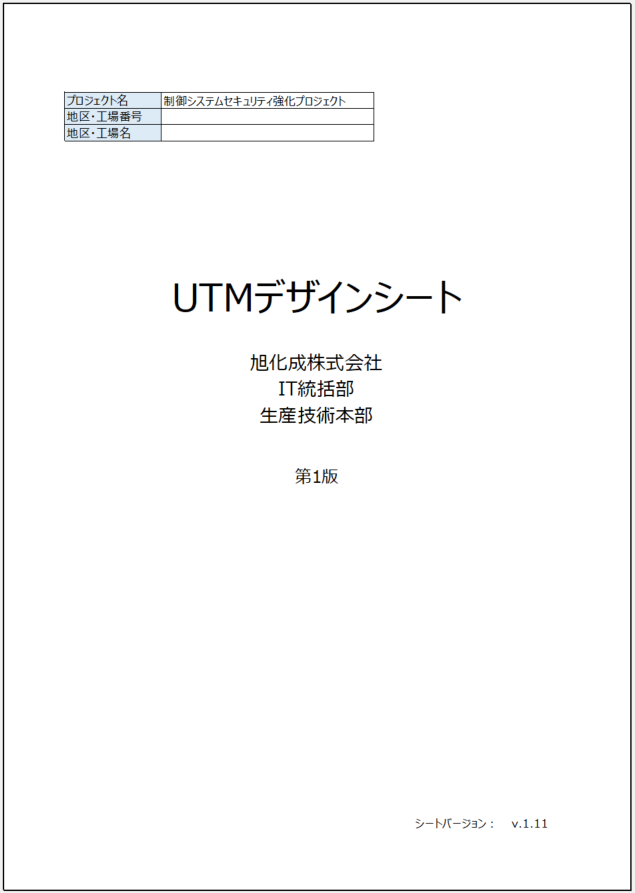 プロジェクト名 制御システムセキュリティ強化プロジェクト
地区・工場番号
地区・工場名
UTMデザインシート
旭化成株式会社
IT統括部
生産技術本部
第1版
シートバージョン： v.1.11